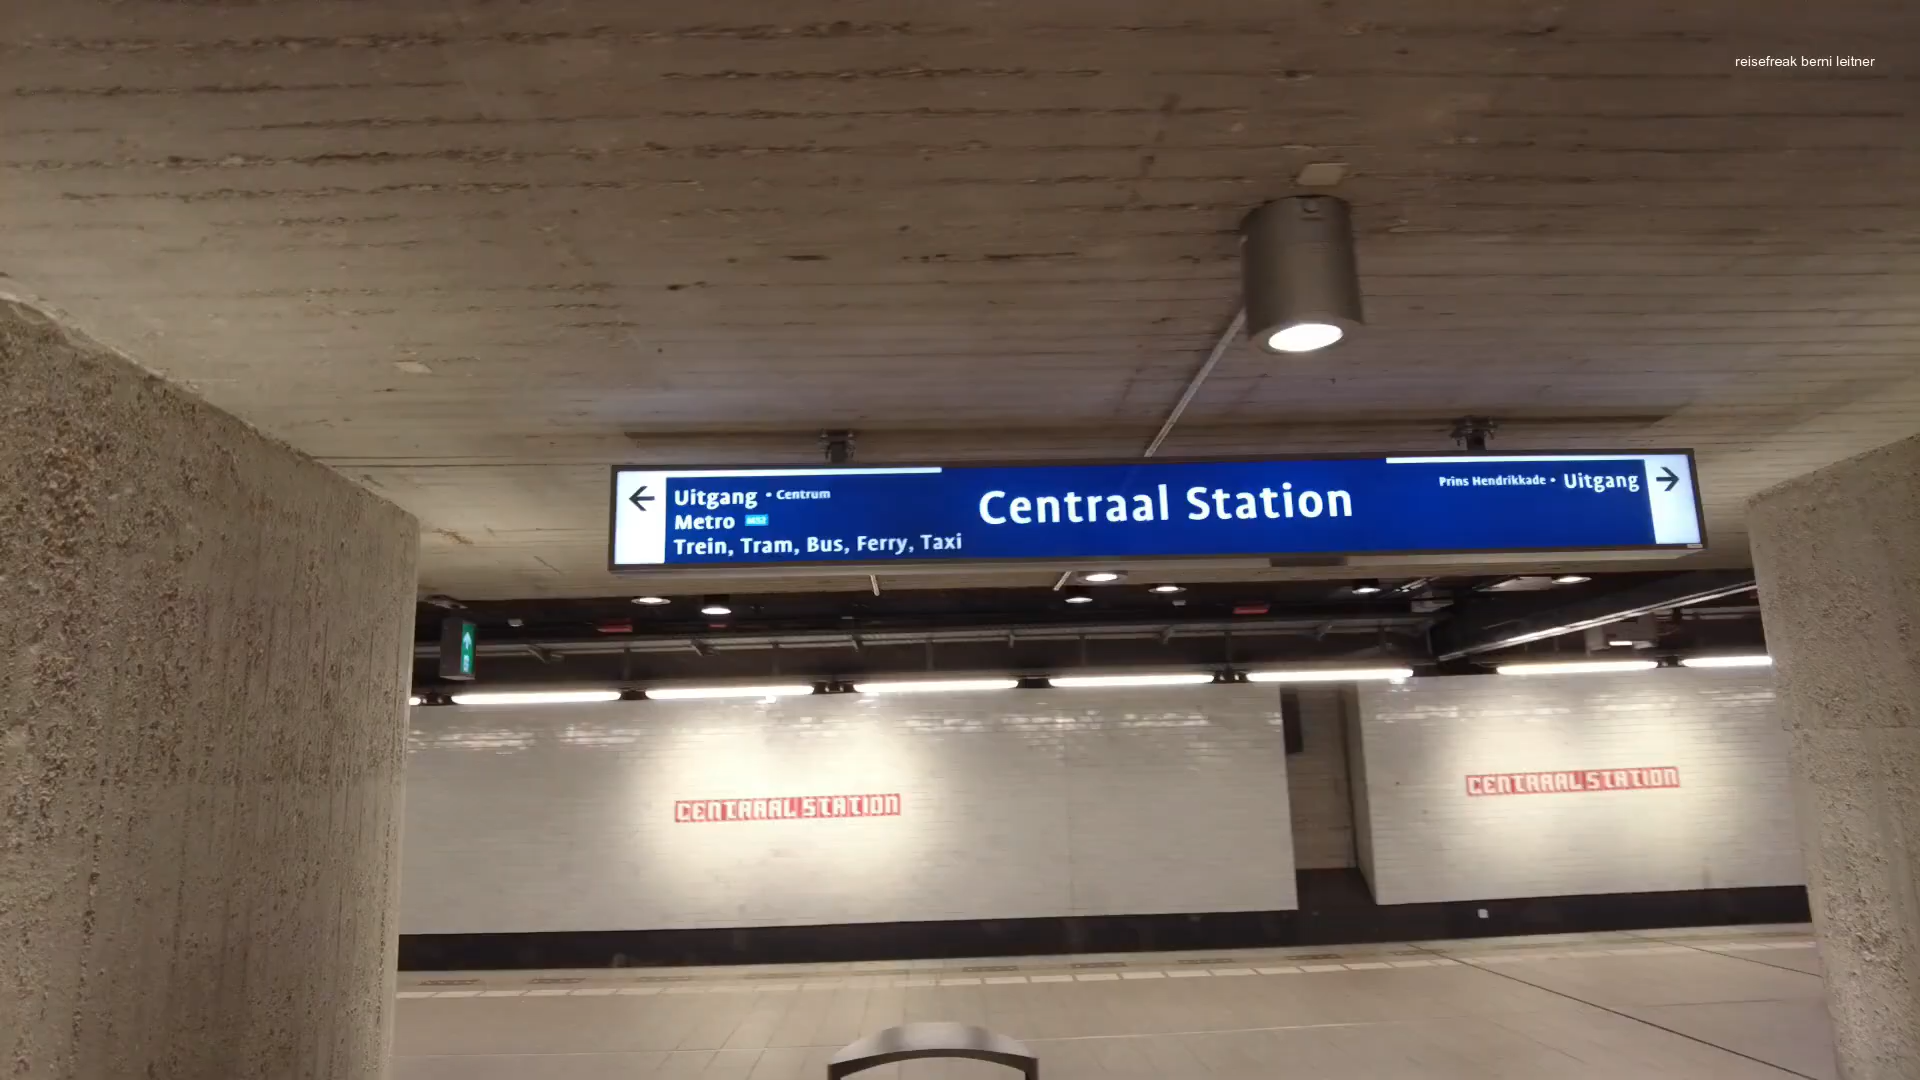 reisefreak berni leitner
← Uitgang • Centrum
Metro M52
Trein, Tram, Bus, Ferry, Taxi
Centraal Station
Prins Hendrikkade • Uitgang →
CENTRAAL STATION
CENTRAAL STATION